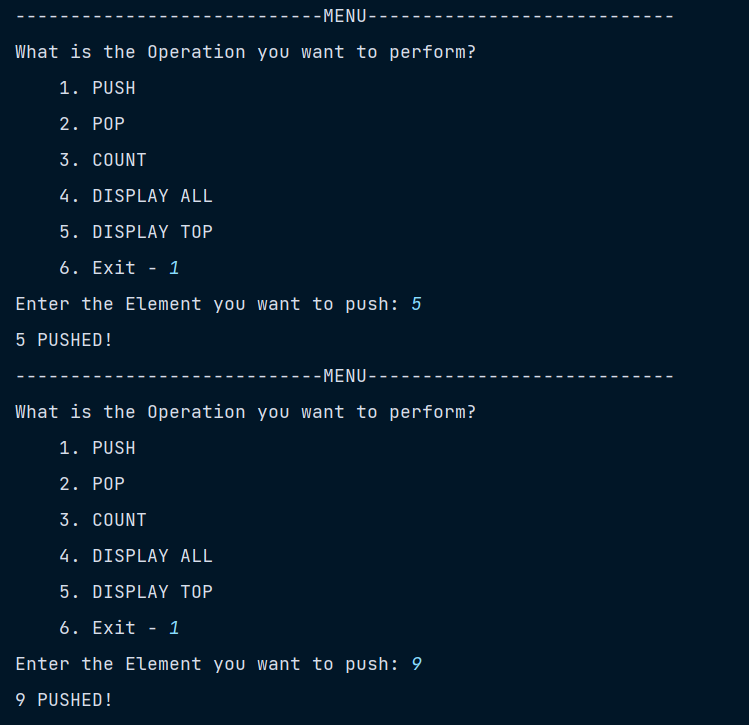 ----------------------------MENU----------------------------
What is the Operation you want to perform?
    1. PUSH
    2. POP
    3. COUNT
    4. DISPLAY ALL
    5. DISPLAY TOP
    6. Exit - 1
Enter the Element you want to push: 5
5 PUSHED!
----------------------------MENU----------------------------
What is the Operation you want to perform?
    1. PUSH
    2. POP
    3. COUNT
    4. DISPLAY ALL
    5. DISPLAY TOP
    6. Exit - 1
Enter the Element you want to push: 9
9 PUSHED!